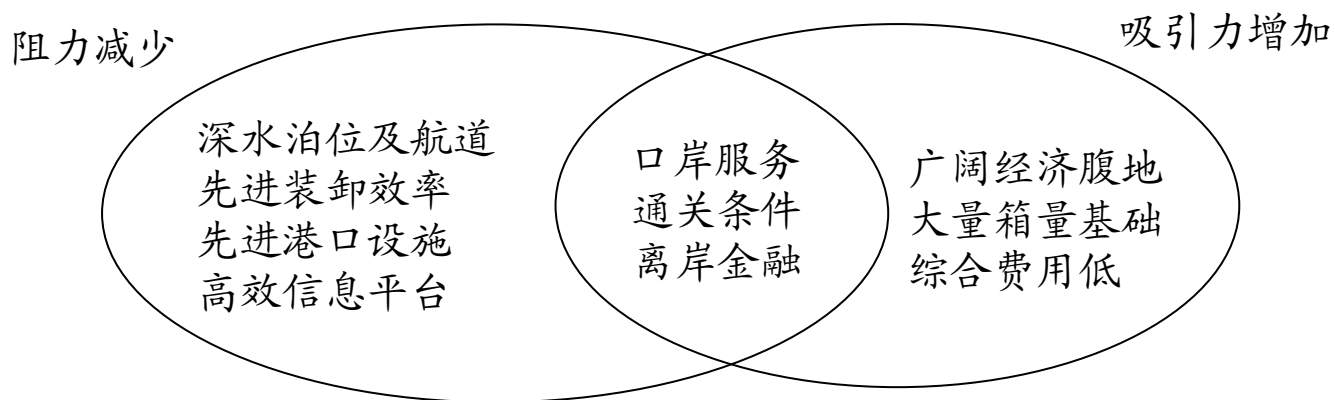 阻力减少
吸引力增加
深水泊位及航道
先进装卸效率
先进港口设施
高效信息平台
口岸服务
通关条件
离岸金融
广阔经济腹地
大量箱量基础
综合费用低